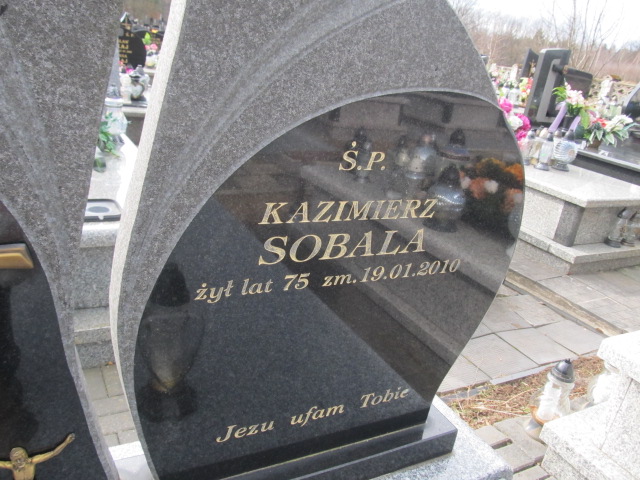 Ś.P.
KAZIMIERZ
SOBALA
żył lat 75 zm. 19.01.2010
Jezu ufam Tobie